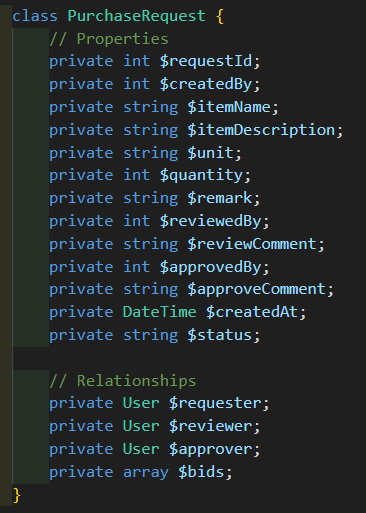 class PurchaseRequest {
    // Properties
    private int $requestId;
    private int $createdBy;
    private string $itemName;
    private string $itemDescription;
    private string $unit;
    private int $quantity;
    private string $remark;
    private int $reviewedBy;
    private string $reviewComment;
    private int $approvedBy;
    private string $approveComment;
    private DateTime $createdAt;
    private string $status;

    // Relationships
    private User $requester;
    private User $reviewer;
    private User $approver;
    private array $bids;
}